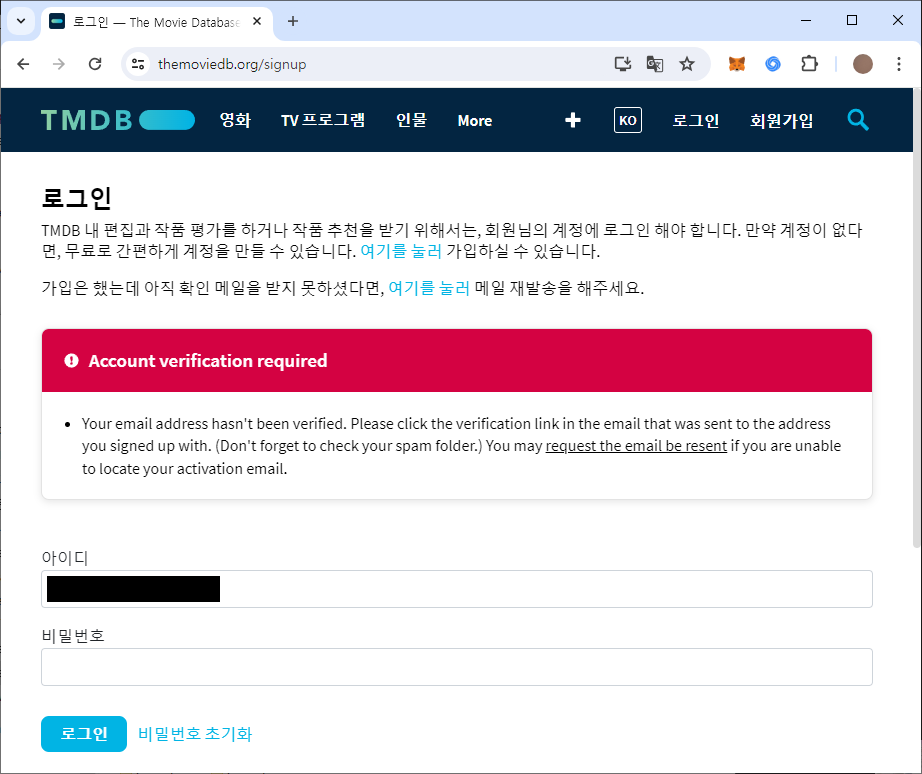 로그인 — The Movie Database
themoviedb.org/signup
TMDB 영화 TV 프로그램 인물 More KO 로그인 회원가입
로그인
TMDB 내 편집과 작품 평가를 하거나 작품 추천을 받기 위해서는, 회원님의 계정에 로그인 해야 합니다. 만약 계정이 없다
면, 무료로 간편하게 계정을 만들 수 있습니다. 여기를 눌러 가입하실 수 있습니다.
가입은 했는데 아직 확인 메일을 받지 못하셨다면, 여기를 눌러 메일 재발송을 해주세요.
Account verification required
Your email address hasn't been verified. Please click the verification link in the email that was sent to the address
you signed up with. (Don't forget to check your spam folder.) You may request the email be resent if you are unable
to locate your activation email.
아이디
비밀번호
로그인 비밀번호 초기화